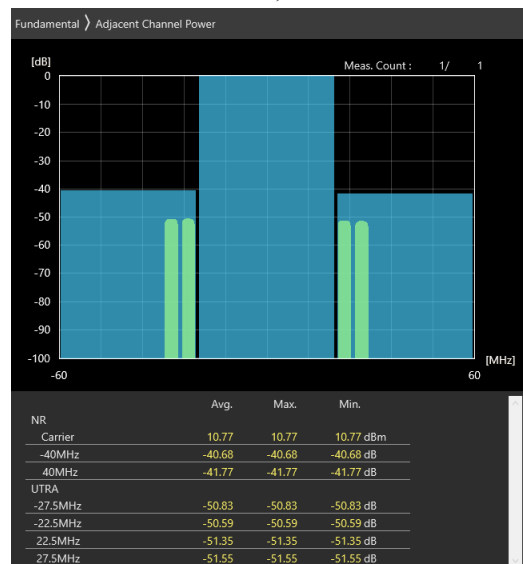 Fundamental 》 Adjacent Channel Power
[dB]
Meas. Count : 1/ 1
0
-10
-20
-30
-40
-50
-60
-70
-80
-90
-100
[MHz]
-60 60
Avg. Max. Min.
NR
Carrier 10.77 10.77 10.77 dBm
-40MHz -40.68 -40.68 -40.68 dB
40MHz -41.77 -41.77 -41.77 dB
UTRA
-27.5MHz -50.83 -50.83 -50.83 dB
-22.5MHz -50.59 -50.59 -50.59 dB
22.5MHz -51.35 -51.35 -51.35 dB
27.5MHz -51.55 -51.55 -51.55 dB